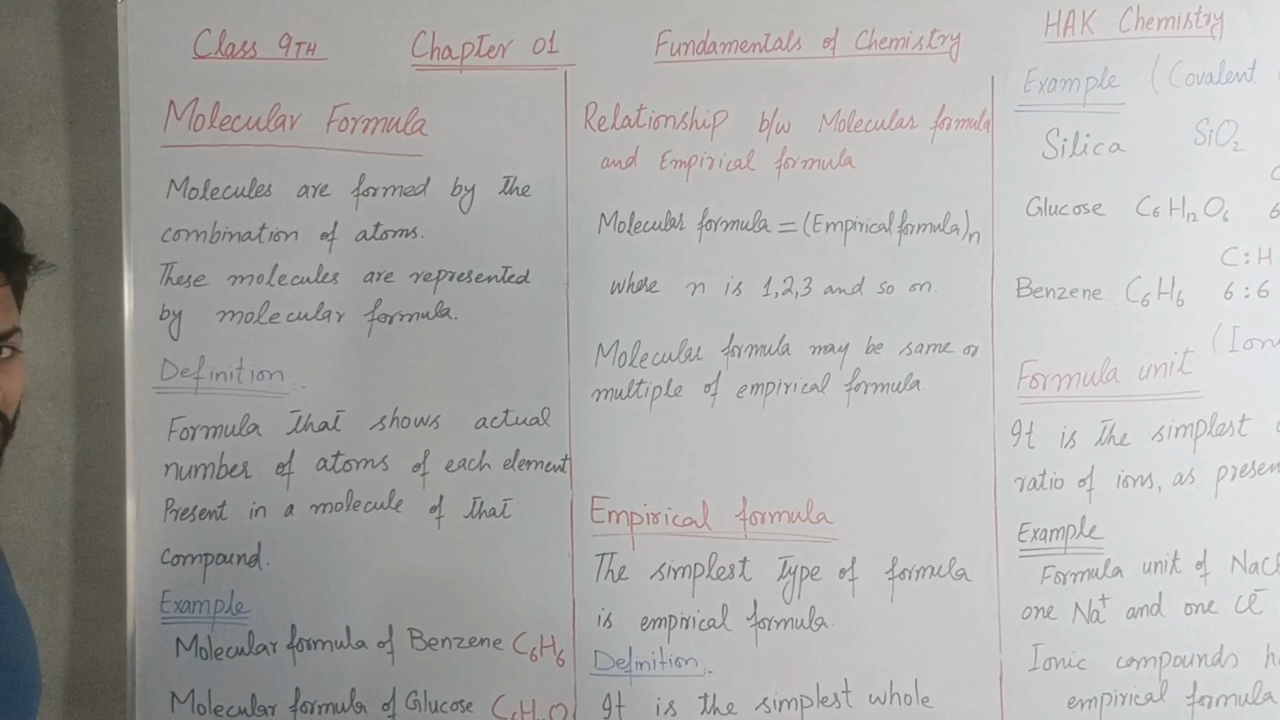 Class 9TH Chapter 01 Fundamentals of Chemistry HAK Chemistry
Molecular Formula
Molecules are formed by the
combination of atoms.
These molecules are represented
by molecular formula.
Definition
Formula that shows actual
number of atoms of each element
Present in a molecule of that
compound.
Example
Molecular formula of Benzene C6H6
Molecular formula of Glucose
Relationship b/w Molecular formula
and Empirical formula
Molecular formula = (Empirical formula)n
where n is 1,2,3 and so on
Molecular formula may be same or
multiple of empirical formula
Empirical formula
The simplest type of formula
is empirical formula.
Definition
It is the simplest whole
Example (Covalent
Silica SiO2
Glucose C6H12O6
C:H
Benzene C6H6 6:6
Formula unit
It is the simplest
ratio of ions, as
Example
Formula unit of
one Na+ and one Cl-
Ionic compounds
empirical formula